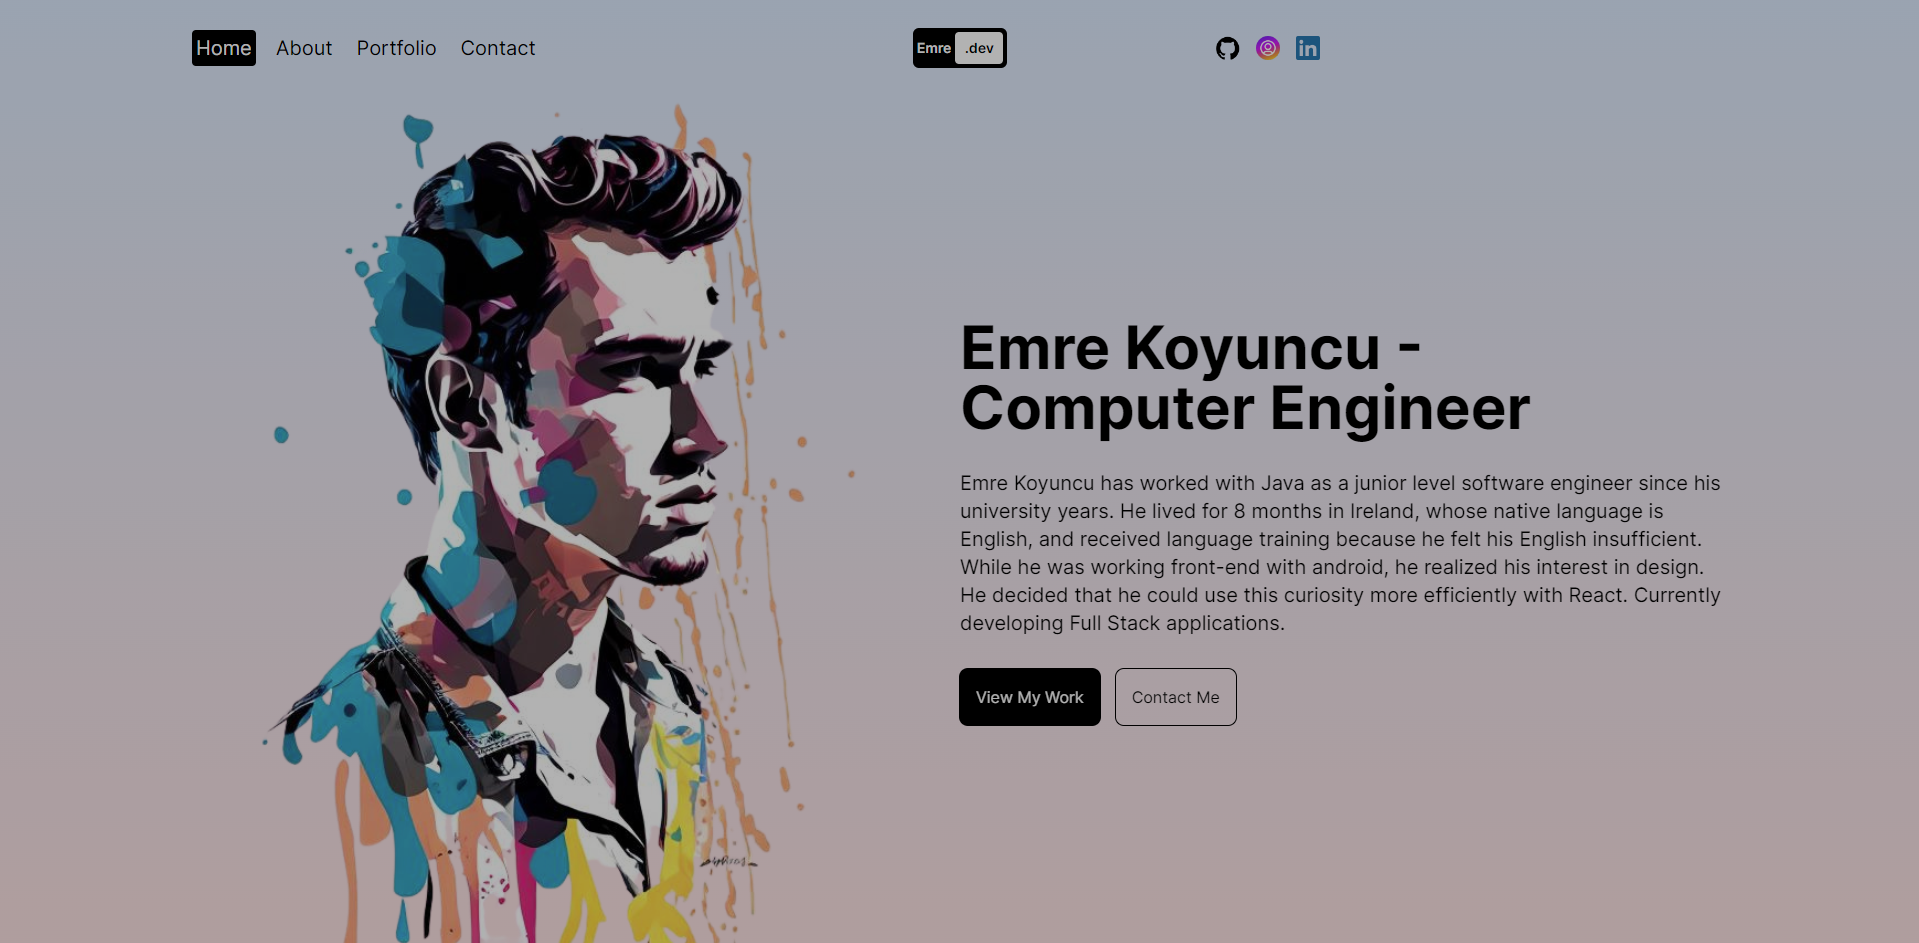 Home About Portfolio Contact
Emre .dev
in
Emre Koyuncu -
Computer Engineer
Emre Koyuncu has worked with Java as a junior level software engineer since his
university years. He lived for 8 months in Ireland, whose native language is
English, and received language training because he felt his English insufficient.
While he was working front-end with android, he realized his interest in design.
He decided that he could use this curiosity more efficiently with React. Currently
developing Full Stack applications.
View My Work Contact Me